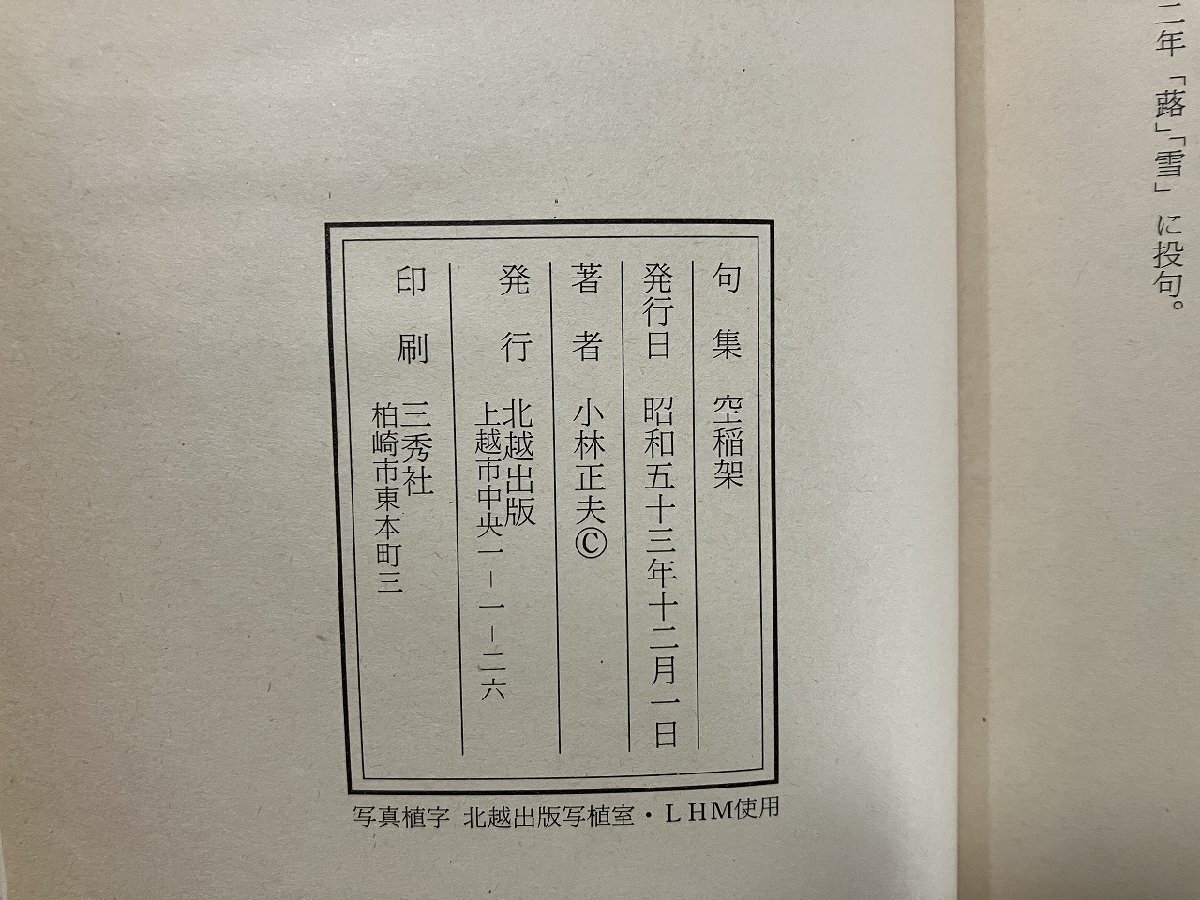 二年「蕗」「雪」に投句。
句集 空稲架
発行日 昭和五十三年十二月一日
著者 小林正夫Ⓒ
発行 北越出版
上越市中央一－一－二六
印刷 三秀社
柏崎市東本町三
写真植字 北越出版写植室・LHM使用